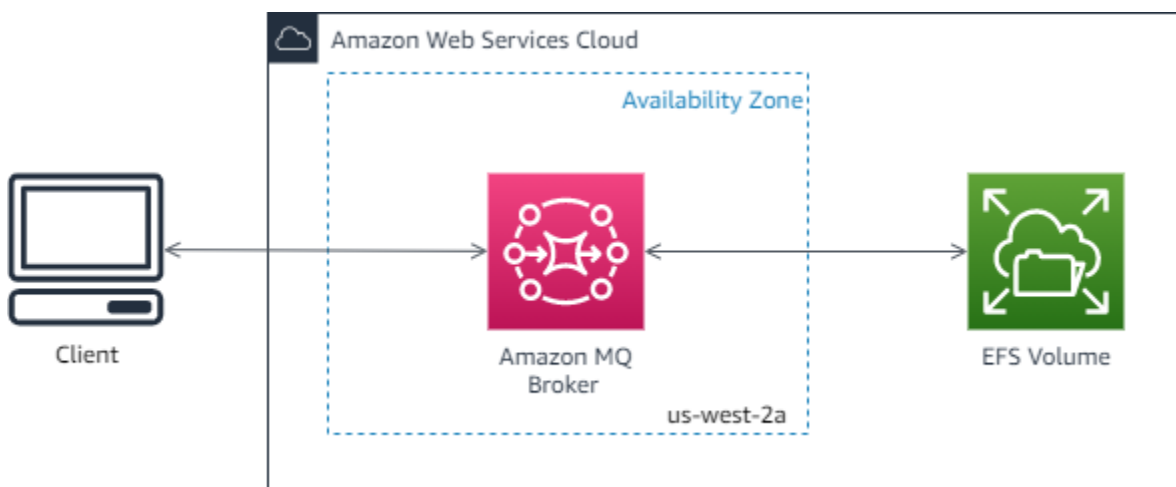 Amazon Web Services Cloud
Availability Zone
Client
Amazon MQ
Broker
EFS Volume
us-west-2a